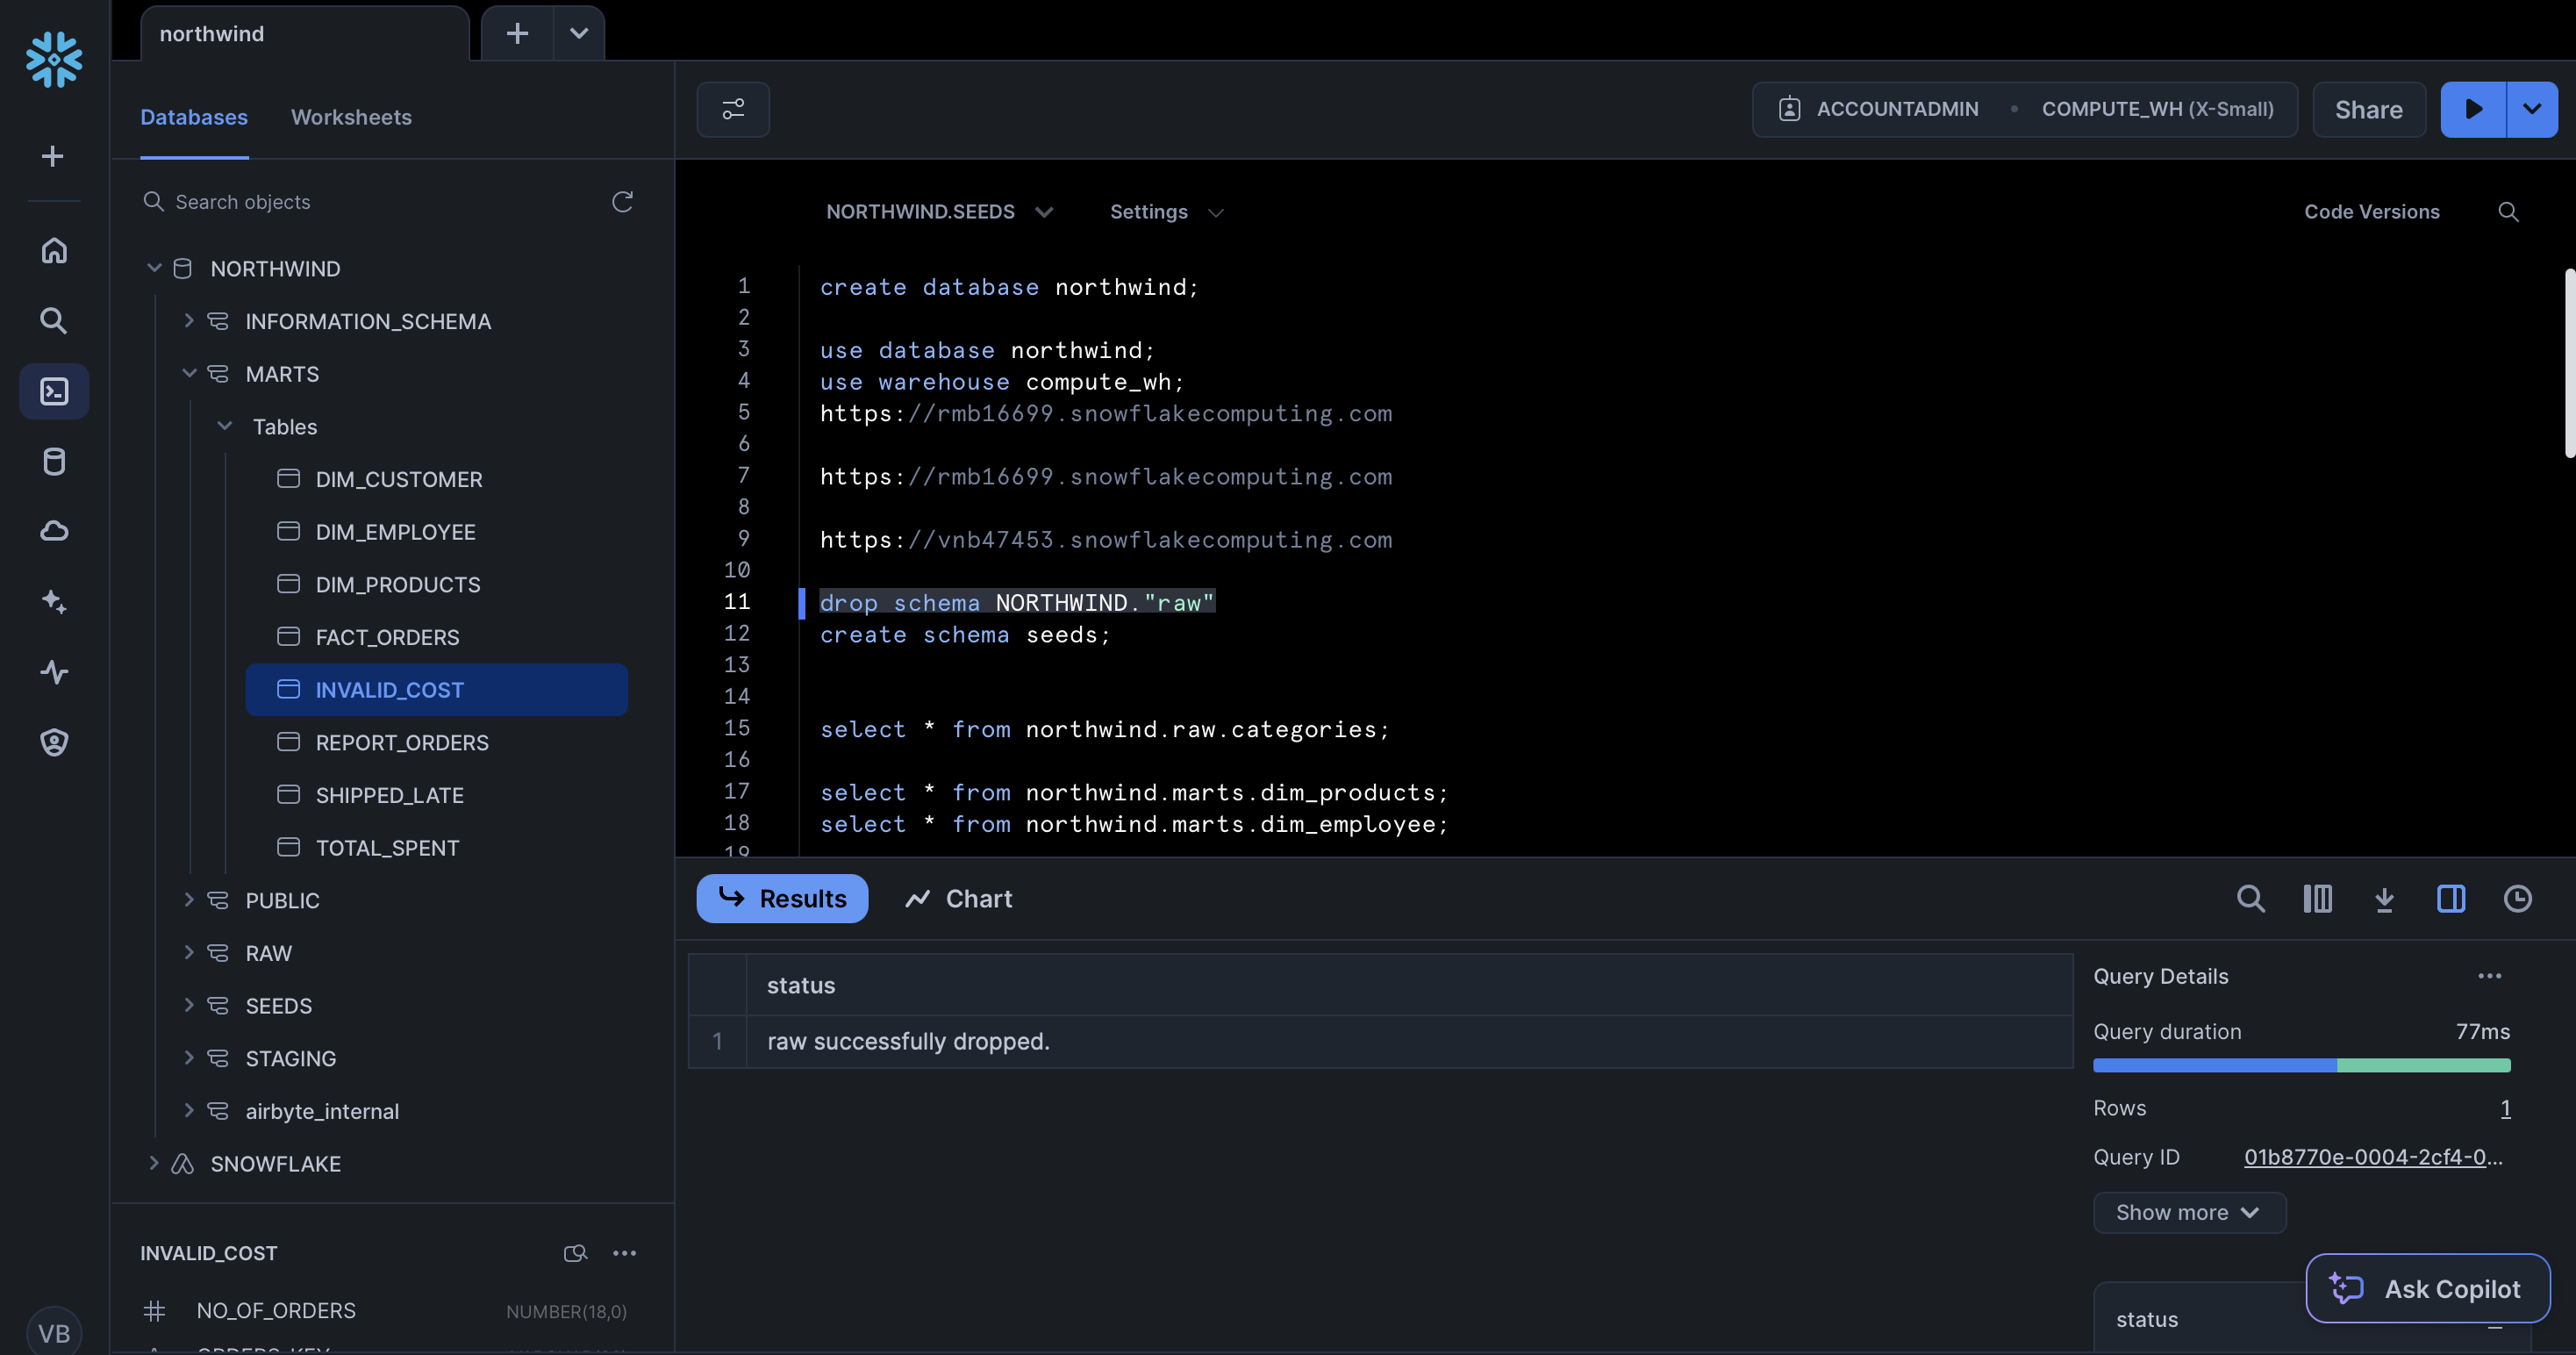 northwind
Databases
Worksheets
Search objects
NORTHWIND
INFORMATION_SCHEMA
MARTS
Tables
DIM_CUSTOMER
DIM_EMPLOYEE
DIM_PRODUCTS
FACT_ORDERS
INVALID_COST
REPORT_ORDERS
SHIPPED_LATE
TOTAL_SPENT
PUBLIC
RAW
SEEDS
STAGING
airbyte_internal
SNOWFLAKE
INVALID_COST
NO_OF_ORDERS NUMBER(18,0)
VB
ACCOUNTADMIN • COMPUTE_WH (X-Small)
Share
NORTHWIND.SEEDS
Settings
Code Versions
1 create database northwind;
2
3 use database northwind;
4 use warehouse compute_wh;
5 https://rmb16699.snowflakecomputing.com
6
7 https://rmb16699.snowflakecomputing.com
8
9 https://vnb47453.snowflakecomputing.com
10
11 drop schema NORTHWIND."raw"
12 create schema seeds;
13
14
15 select * from northwind.raw.categories;
16
17 select * from northwind.marts.dim_products;
18 select * from northwind.marts.dim_employee;
19
Results
Chart
status
1 raw successfully dropped.
Query Details
Query duration 77ms
Rows 1
Query ID 01b8770e-0004-2cf4-0...
Show more
Ask Copilot
status